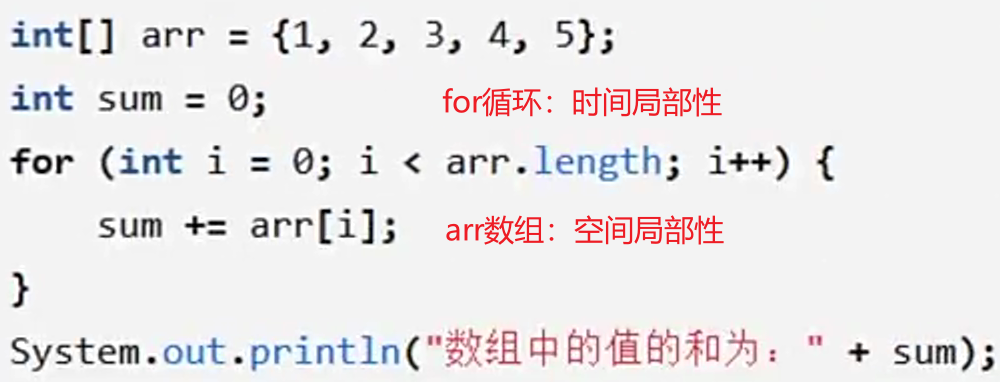 int[] arr = {1, 2, 3, 4, 5};
int sum = 0; for循环：时间局部性
for (int i = 0; i < arr.length; i++) {
    sum += arr[i]; arr数组：空间局部性
}
System.out.println("数组中的值的和为：" + sum);